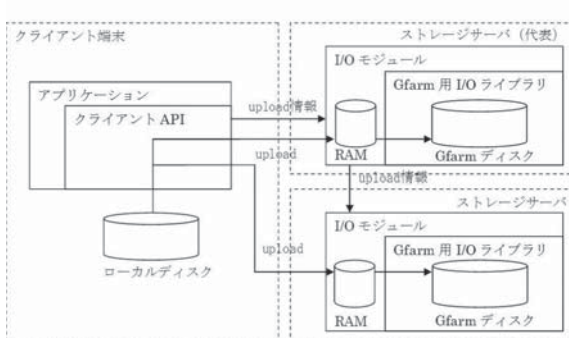 クライアント端末
アプリケーション
クライアント API
ローカルディスク
upload情報
upload
upload
ストレージサーバ（代表）
I/O モジュール
Gfarm 用 I/O ライブラリ
RAM
Gfarm ディスク
upload情報
ストレージサーバ
I/O モジュール
Gfarm 用 I/O ライブラリ
RAM
Gfarm ディスク